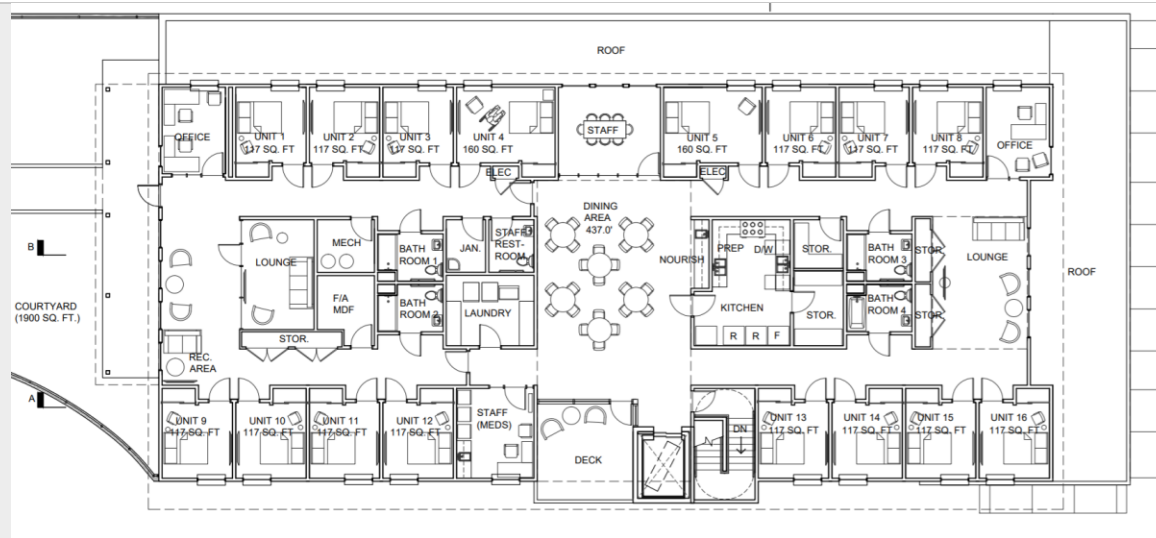 ROOF
OFFICE
UNIT 1
117 SQ. FT
UNIT 2
117 SQ. FT
UNIT 3
117 SQ. FT
UNIT 4
160 SQ. FT
STAFF
UNIT 5
160 SQ. FT
UNIT 6
117 SQ. FT
UNIT 7
117 SQ. FT
UNIT 8
117 SQ. FT
OFFICE
ELEC
ELEC
DINING
AREA
437.0'
B
LOUNGE
MECH
BATH
ROOM 1
JAN.
STAFF
REST-
ROOM
NOURISH
PREP
D/W
STOR.
BATH
ROOM 3
STOR.
LOUNGE
ROOF
COURTYARD
(1900 SQ. FT.)
F/A
MDF
BATH
ROOM 2
LAUNDRY
KITCHEN
STOR.
BATH
ROOM 4
STOR.
STOR.
R
R
F
REC.
AREA
A
UNIT 9
117 SQ. FT
UNIT 10
117 SQ. FT
UNIT 11
117 SQ. FT
UNIT 12
117 SQ. FT
STAFF
(MEDS)
DECK
DN
UNIT 13
117 SQ. FT
UNIT 14
117 SQ. FT
UNIT 15
117 SQ. FT
UNIT 16
117 SQ. FT